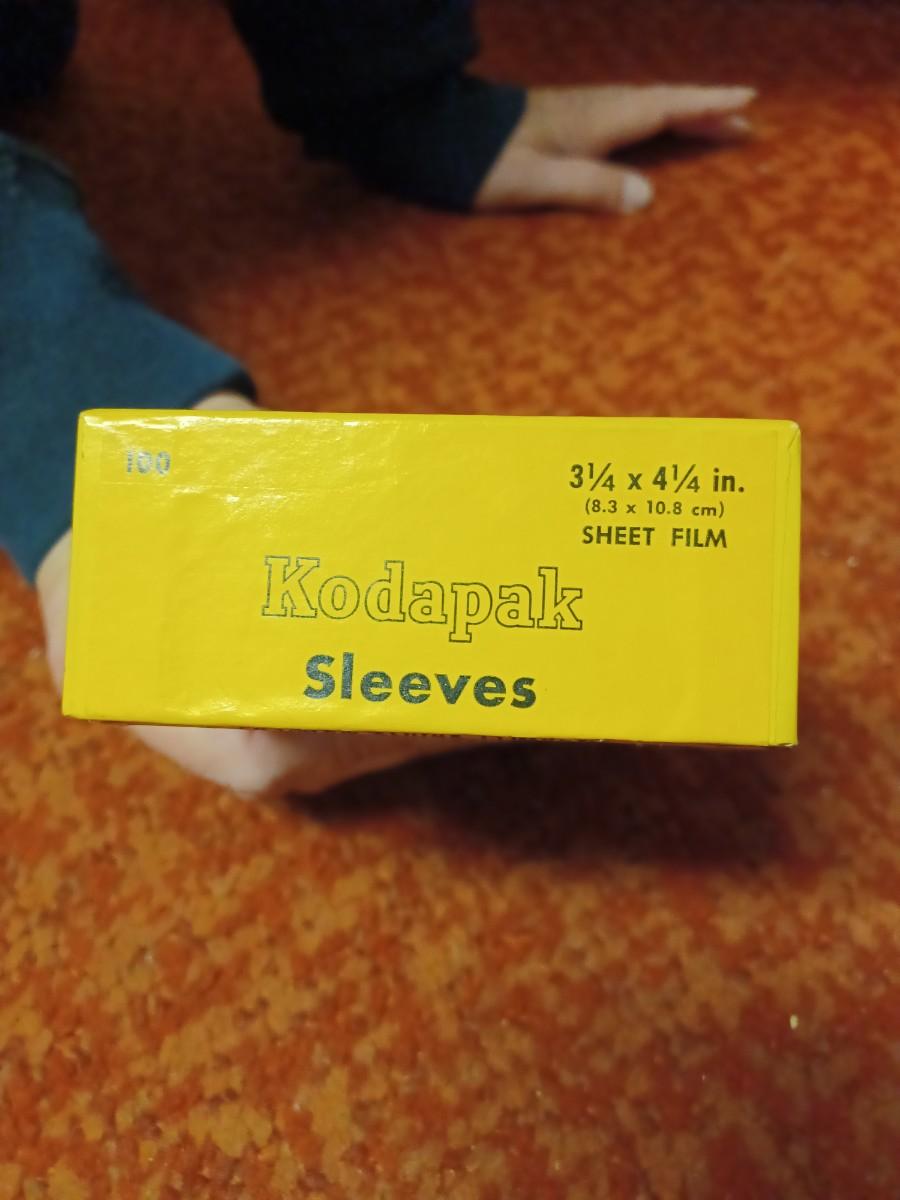 100
3¼ x 4¼ in.
(8.3 x 10.8 cm)
SHEET FILM
Kodapak
Sleeves